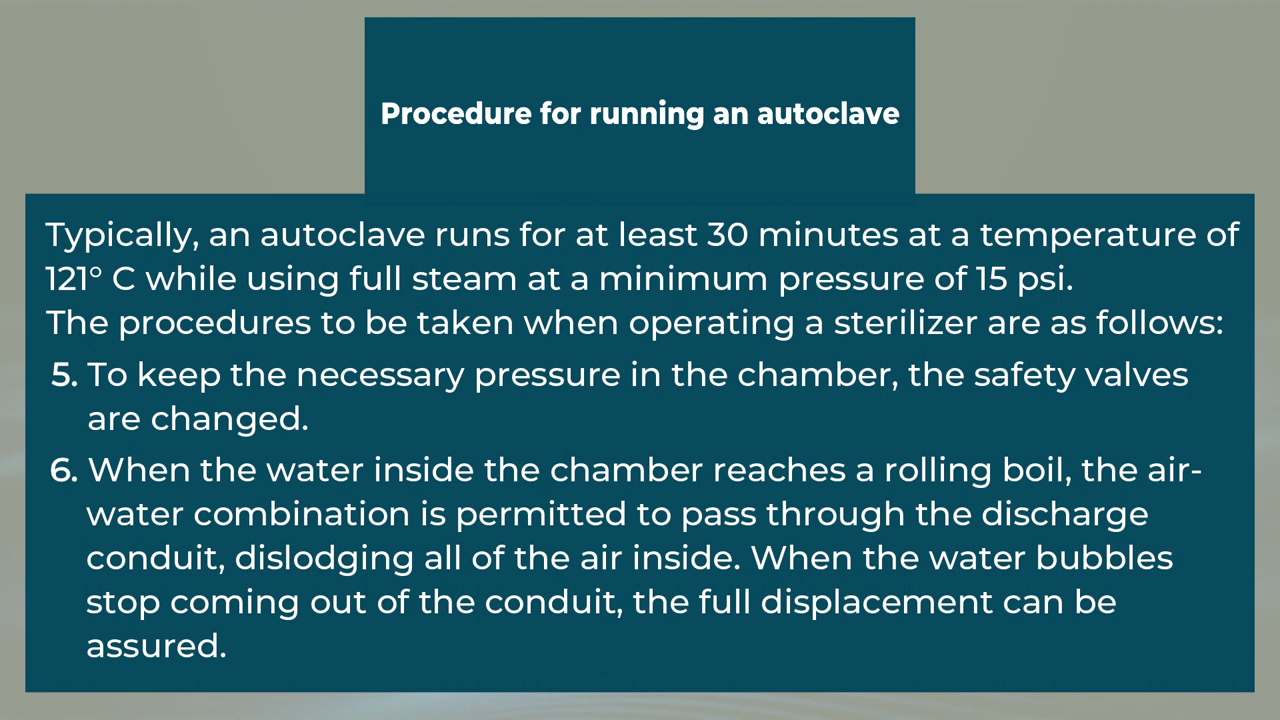 Procedure for running an autoclave
Typically, an autoclave runs for at least 30 minutes at a temperature of
121° C while using full steam at a minimum pressure of 15 psi.
The procedures to be taken when operating a sterilizer are as follows:
5. To keep the necessary pressure in the chamber, the safety valves
are changed.
6. When the water inside the chamber reaches a rolling boil, the air-
water combination is permitted to pass through the discharge
conduit, dislodging all of the air inside. When the water bubbles
stop coming out of the conduit, the full displacement can be
assured.